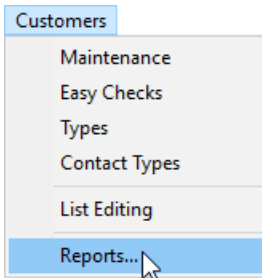 Customers
Maintenance
Easy Checks
Types
Contact Types
List Editing
Reports...